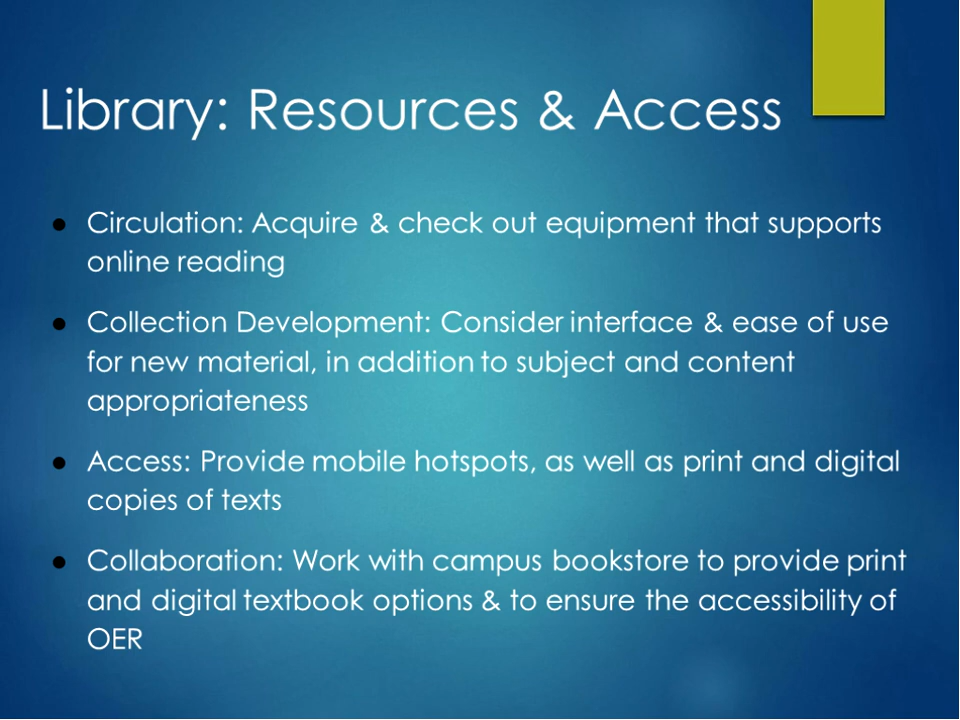 Library: Resources & Access
● Circulation: Acquire & check out equipment that supports
online reading
● Collection Development: Consider interface & ease of use
for new material, in addition to subject and content
appropriateness
● Access: Provide mobile hotspots, as well as print and digital
copies of texts
● Collaboration: Work with campus bookstore to provide print
and digital textbook options & to ensure the accessibility of
OER